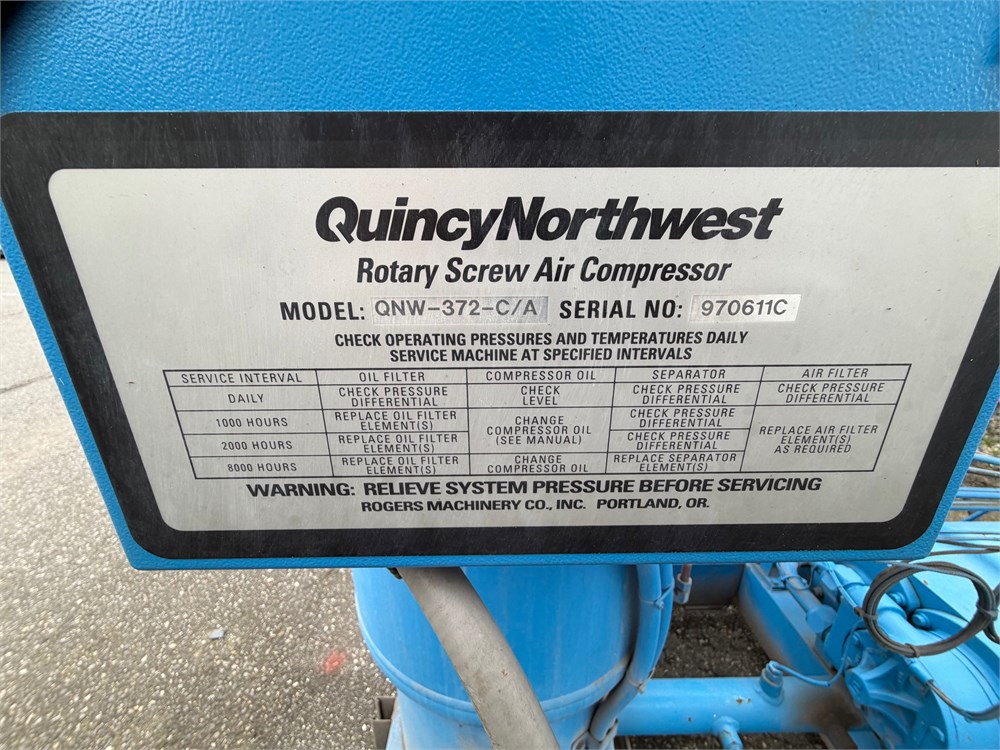 QuincyNorthwest
Rotary Screw Air Compressor
MODEL: QNW-372-C/A SERIAL NO: 970611C
CHECK OPERATING PRESSURES AND TEMPERATURES DAILY
SERVICE MACHINE AT SPECIFIED INTERVALS
SERVICE INTERVAL OIL FILTER COMPRESSOR OIL SEPARATOR AIR FILTER
DAILY CHECK PRESSURE DIFFERENTIAL CHECK LEVEL CHECK PRESSURE DIFFERENTIAL CHECK PRESSURE DIFFERENTIAL
1000 HOURS REPLACE OIL FILTER ELEMENT(S) CHANGE COMPRESSOR OIL (SEE MANUAL) CHECK PRESSURE DIFFERENTIAL REPLACE AIR FILTER ELEMENT(S) AS REQUIRED
2000 HOURS REPLACE OIL FILTER ELEMENT(S) CHECK PRESSURE DIFFERENTIAL
8000 HOURS REPLACE OIL FILTER ELEMENT(S) CHANGE COMPRESSOR OIL REPLACE SEPARATOR ELEMENT(S)
WARNING: RELIEVE SYSTEM PRESSURE BEFORE SERVICING
ROGERS MACHINERY CO., INC. PORTLAND, OR.